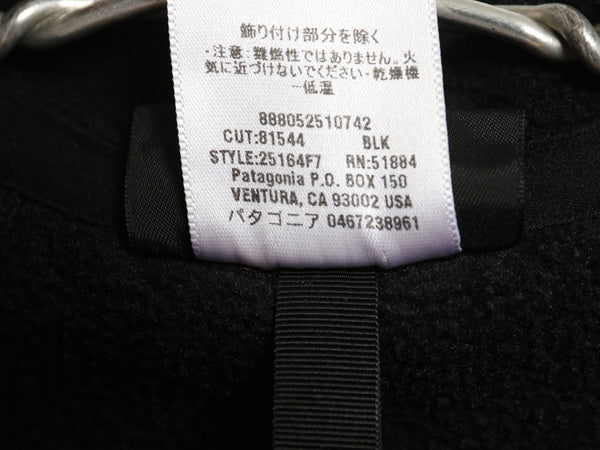 飾り付け部分を除く
・注意：難燃性ではありません。火
気に近づけないでください・乾燥機
ー低温
888052510742
CUT:81544 BLK
STYLE:25164F7 RN:51884
Patagonia P.O. BOX 150
VENTURA, CA 93002 USA
パタゴニア 0467238961